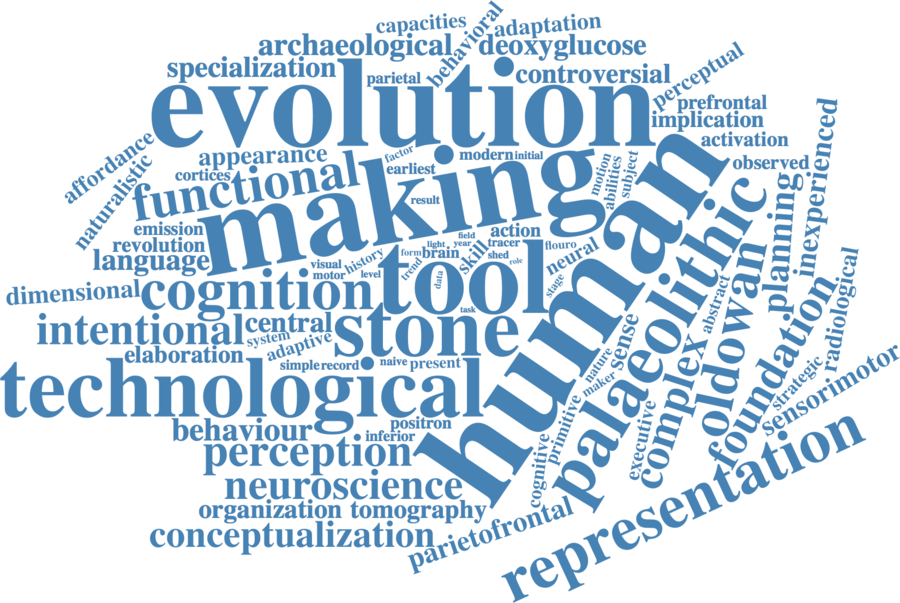 capacities
adaptation
archaeological
behavioral
deoxyglucose
specialization
parietal
controversial
perceptual
evolution
prefrontal
implication
affordance
naturalistic
appearance
factor
modern
initial
activation
cortices
earliest
motion
abilities
subject
observed
inexperienced
functional
making
result
human
emission
action
revolution
field
year
tracer
language
visual
history
light
brain
skill
shed
flouro
neural
palaeolithic
planning
motor
level
form
trend
role
dimensional
cognition
tool
data
stage
oldowan
radiological
intentional
central
stone
task
abstract
system
adaptive
sense
complex
foundation
elaboration
simple
record
naive
present
nature
maker
strategic
sensorimotor
technological
primitive
executive
behaviour
positron
inferior
cognitive
perception
representation
neuroscience
organization
tomography
conceptualization
parietofrontal